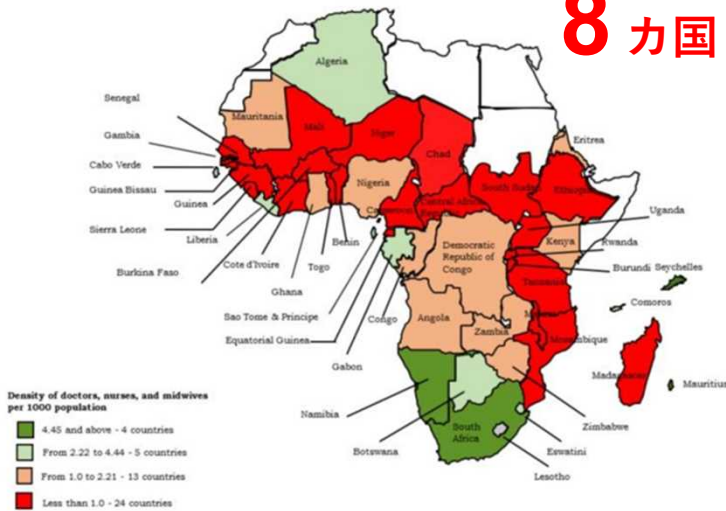 8 カ国
Algeria
Senegal
Mauritania
Mali
Niger
Gambia
Eritrea
Chad
Cabo Verde
Nigeria
South Sudan
Ethiopia
Guinea Bissau
Guinea
Cameroon
Central Africa
Republic
Uganda
Sierra Leone
Liberia
Benin
Kenya
Rwanda
Democratic
Republic of
Congo
Burkina Faso
Cote d'Ivoire
Togo
Burundi
Seychelles
Ghana
Tanzania
Comoros
Sao Tome & Principe
Congo
Angola
Equatorial Guinea
Zambia
Mozambique
Gabon
Madagascar
Mauritius
Density of doctors, nurses, and midwives
per 1000 population
Namibia
Zimbabwe
4.45 and above - 4 countries
South
Africa
From 2.22 to 4.44 - 5 countries
Botswana
Eswatini
From 1.0 to 2.21 - 13 countries
Lesotho
Less than 1.0 - 24 countries